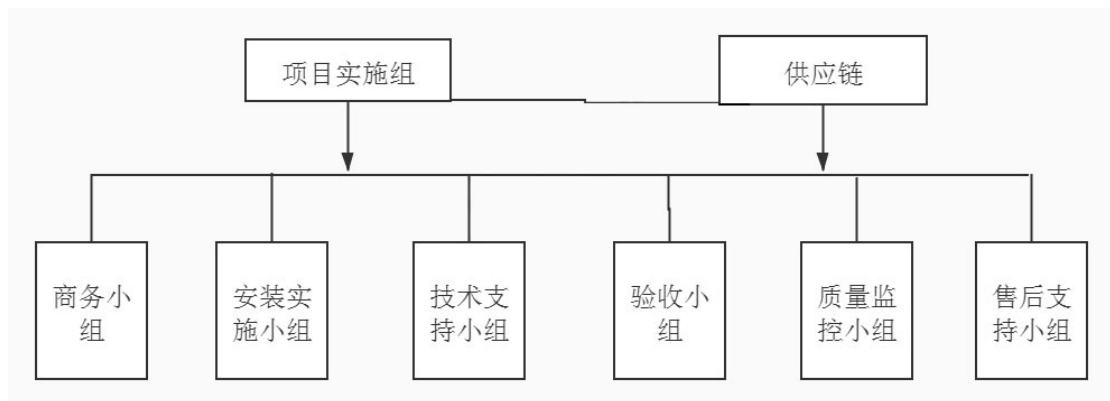 项目实施组
供应链
商务小
组
安装实
施小组
技术支
持小组
验收小
组
质量监
控小组
售后支
持小组